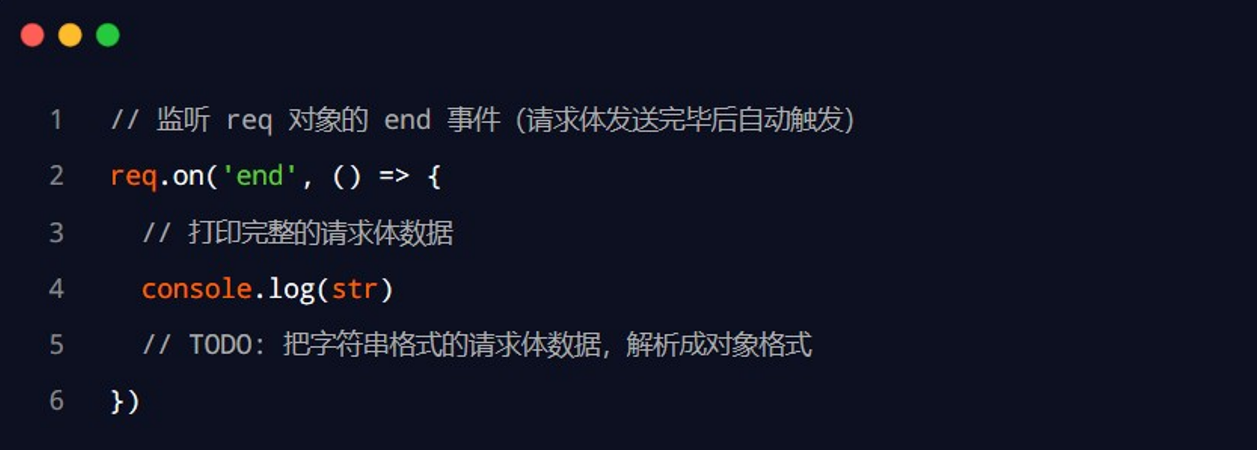 1 // 监听 req 对象的 end 事件（请求体发送完毕后自动触发）
2 req.on('end', () => {
3   // 打印完整的请求体数据
4   console.log(str)
5   // TODO: 把字符串格式的请求体数据，解析成对象格式
6 })